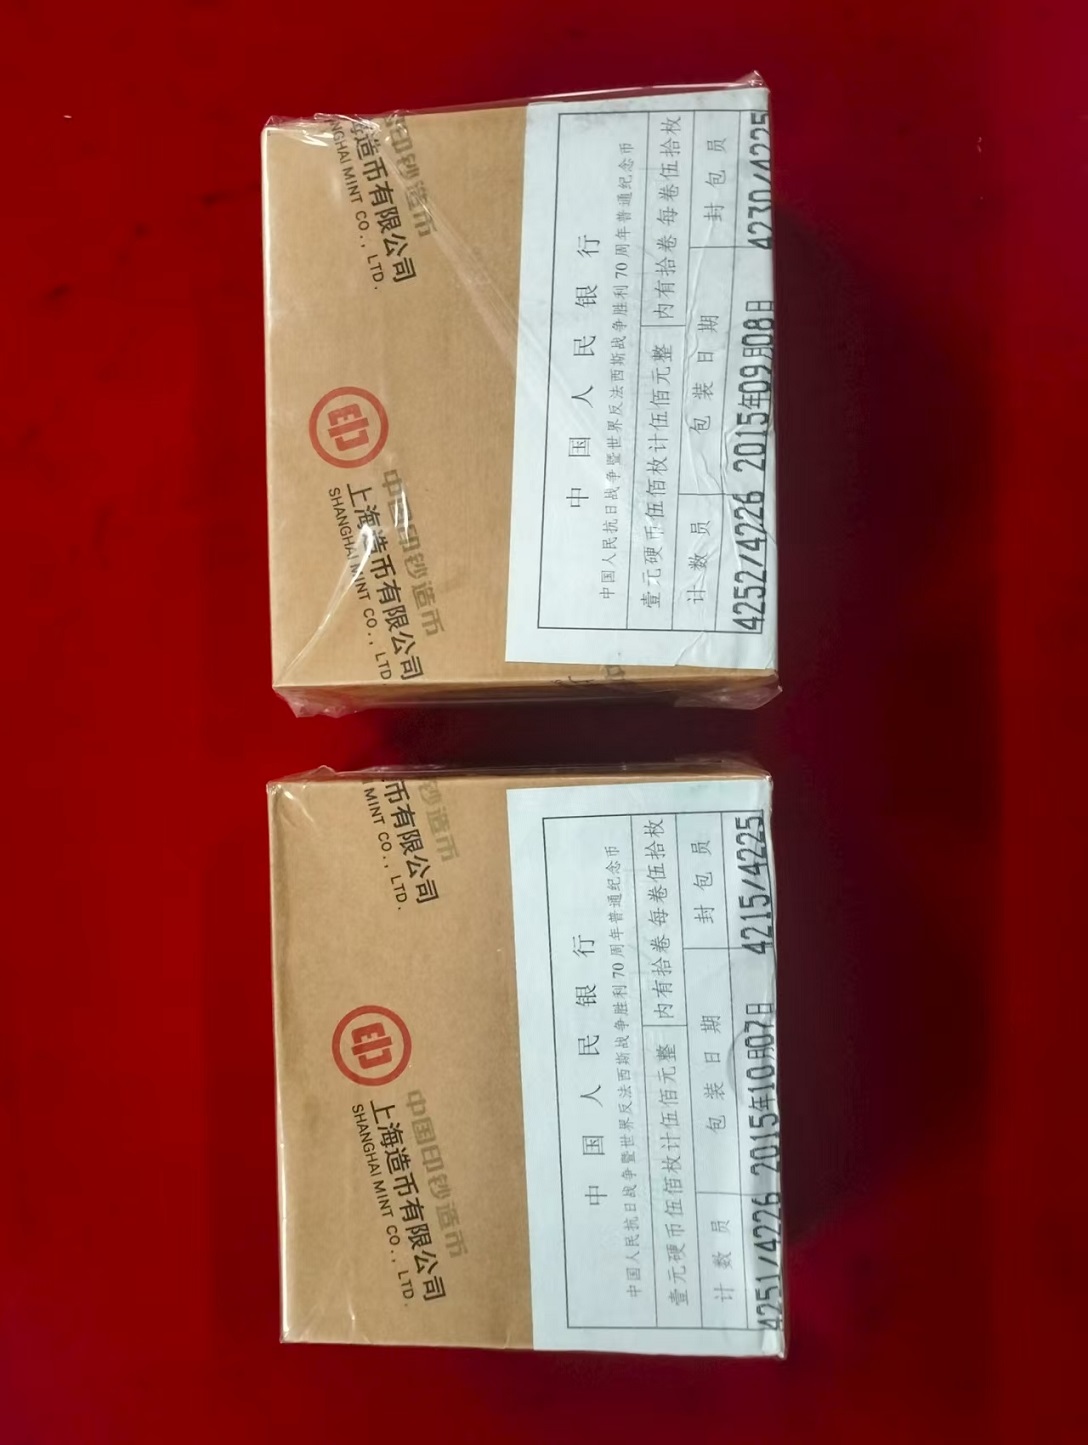 中国印钞造币
上海造币有限公司
SHANGHAI MINT CO., LTD.
中国印钞造币
上海造币有限公司
SHANGHAI MINT CO., LTD
中国人民银行
中国人民抗日战争暨世界反法西斯战争胜利70周年普通纪念币
壹元硬币伍佰枚计伍佰元整 内有拾卷每卷伍拾枚
计数员 包装日期 封包员
4252/4226 2015年09月08日 4230/4225
钞造币
币有限公司
MINT CO., LTD.
中国印钞造币
上海造币有限公司
SHANGHAI MINT CO., LTD.
中国人民银行
中国人民抗日战争暨世界反法西斯战争胜利70周年普通纪念币
壹元硬币伍佰枚计伍佰元整 内有拾卷每卷伍拾枚
计数员 包装日期 封包员
4251/4226 2015年10月07日 4215/4225